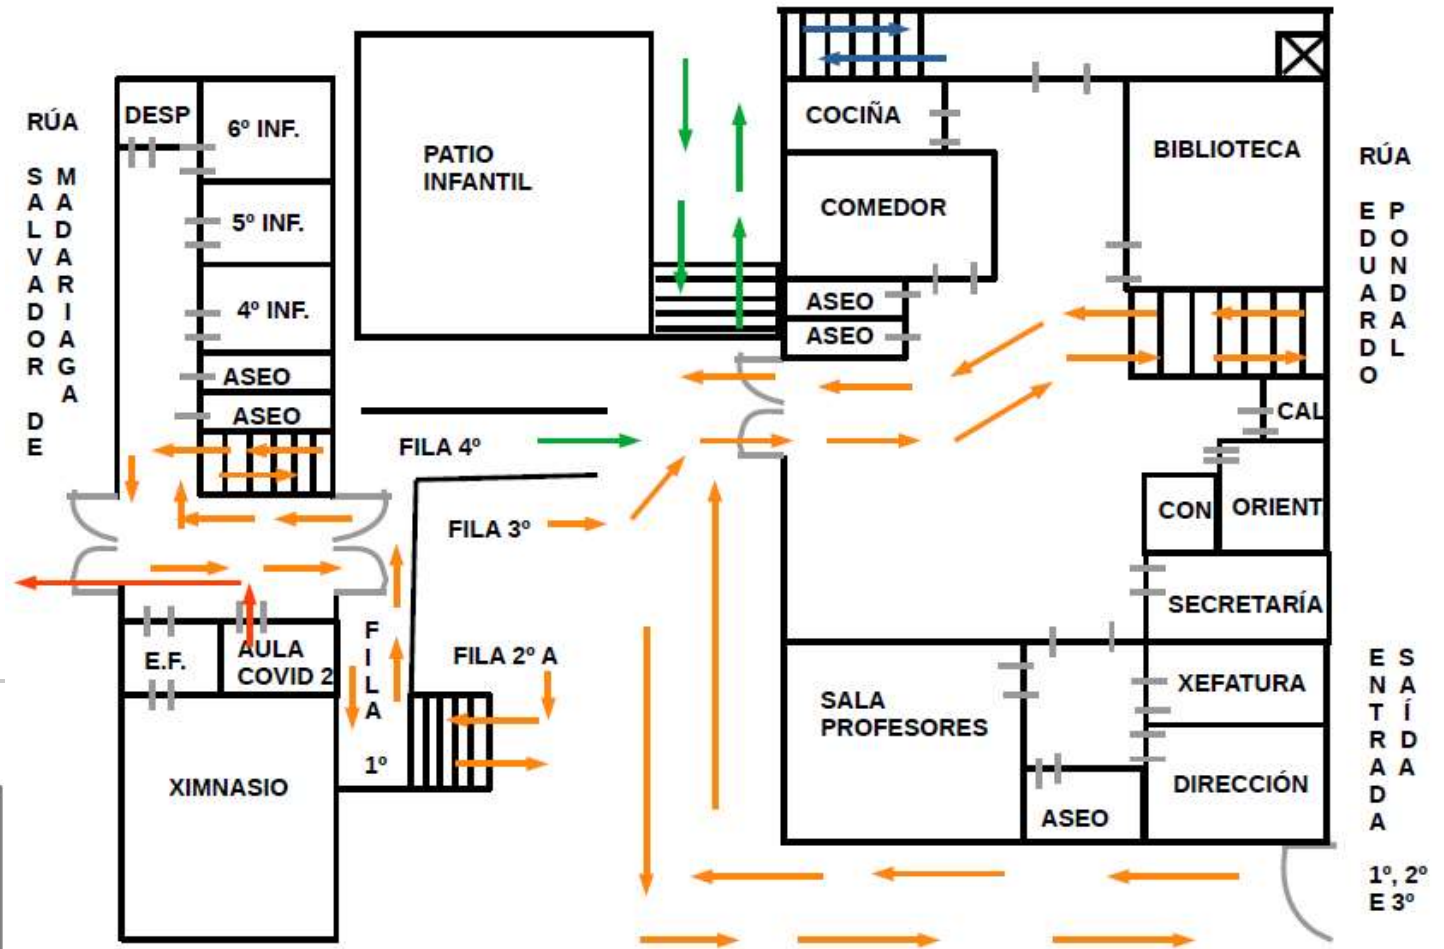 RÚA
SALVADOR DE
MADARIAGA
DESP
6º INF.
5º INF.
4º INF.
ASEO
ASEO
E.F.
AULA
COVID 2
XIMNASIO
PATIO
INFANTIL
FILA 4º
FILA 3º
FILA 2º A
FILA
1º
COCIÑA
COMEDOR
ASEO
ASEO
BIBLIOTECA
CAL
CON
ORIENT
SECRETARÍA
XEFATURA
DIRECCIÓN
SALA
PROFESORES
ASEO
RÚA
EDUARDO
PONDAL
ENTRADA
SAÍDA
1º, 2º
E 3º